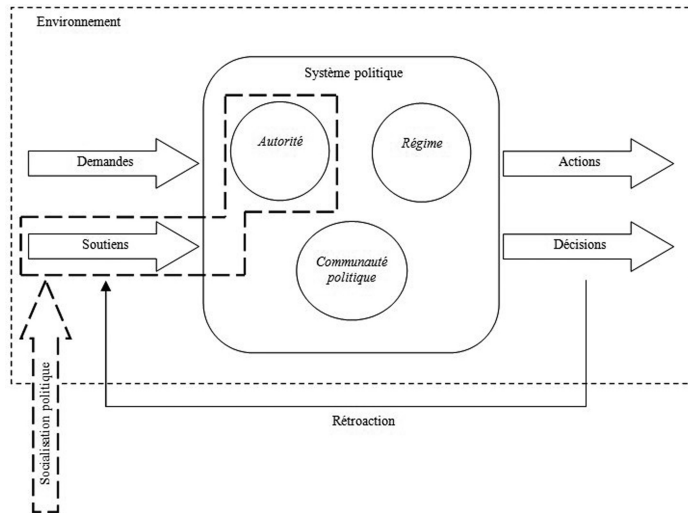 Environnement
Système politique
Autorité
Régime
Demandes
Actions
Soutiens
Décisions
Communauté
politique
Socialisation politique
Rétroaction